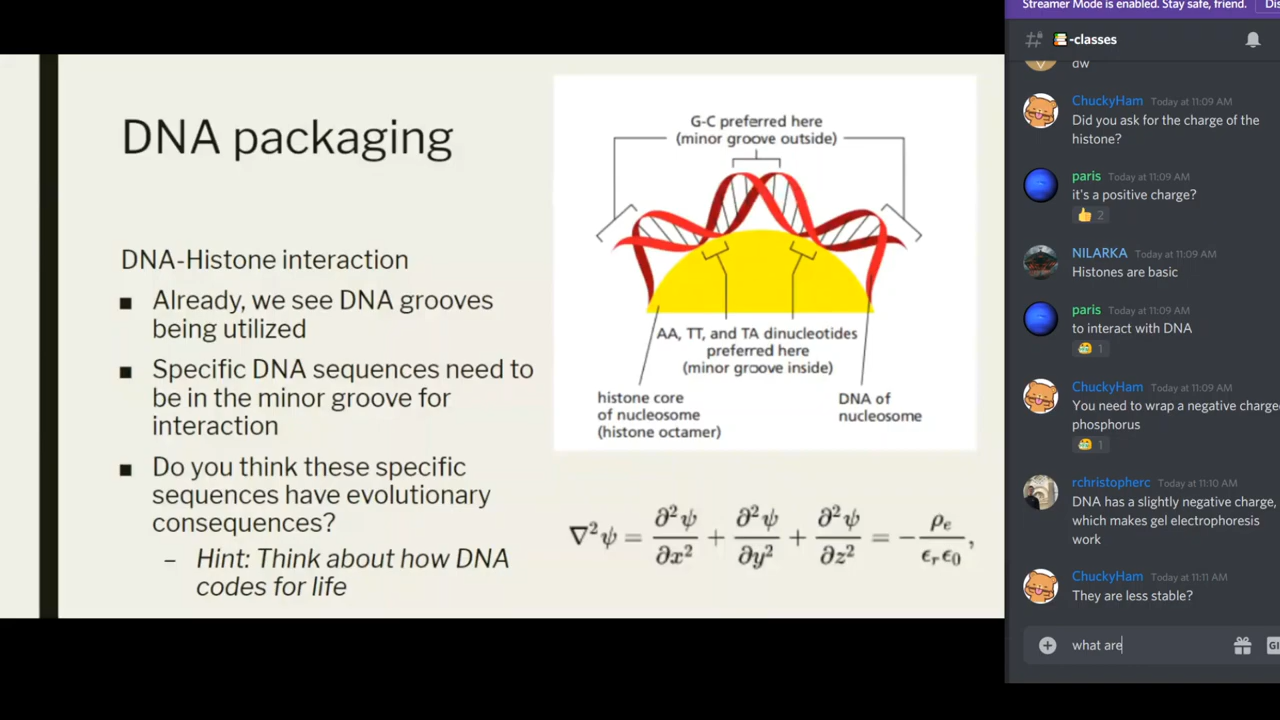 DNA packaging
DNA-Histone interaction
■ Already, we see DNA grooves
being utilized
■ Specific DNA sequences need to
be in the minor groove for
interaction
■ Do you think these specific
sequences have evolutionary
consequences?
– Hint: Think about how DNA
codes for life
G-C preferred here
(minor groove outside)
AA, TT, and TA dinucleotides
preferred here
(minor groove inside)
histone core
of nucleosome
(histone octamer)
DNA of
nucleosome
∇²ψ = ∂²ψ/∂x² + ∂²ψ/∂y² + ∂²ψ/∂z² = − ρₑ/ϵᵣϵ₀,
Streamer Mode is enabled. Stay safe, friend. Dis
-classes
dw
ChuckyHam Today at 11:09 AM
Did you ask for the charge of the
histone?
paris Today at 11:09 AM
it's a positive charge?
👍 2
NILARKA Today at 11:09 AM
Histones are basic
paris Today at 11:09 AM
to interact with DNA
1
ChuckyHam Today at 11:09 AM
You need to wrap a negative charge
phosphorus
1
rchristopherc Today at 11:10 AM
DNA has a slightly negative charge,
which makes gel electrophoresis
work
ChuckyHam Today at 11:11 AM
They are less stable?
what are
GI